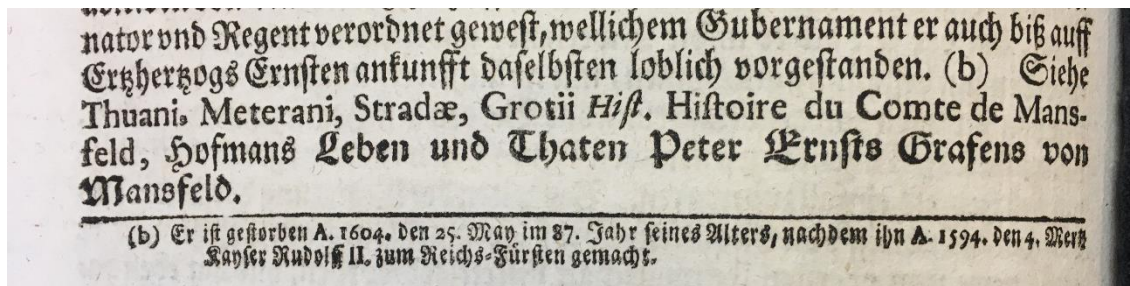 nator vnd Regent verordnet gewest, wellichem Gubernament er auch biß auff
Ertzhertzogs Ernsten ankunfft daselbsten loblich vorgestanden. (b) Siehe
Thuani, Meterani, Stradæ, Grotii Hist. Histoire du Comte de Mans-
feld, Hofmans Leben und Thaten Peter Ernsts Grafens von
Mansfeld.
(b) Er ist gestorben A. 1604. den 25. May im 87. Jahr seines Alters, nachdem ihn A. 1594. den 4. Mertz
Kayser Rudolff II. zum Reichs-Fürsten gemacht.